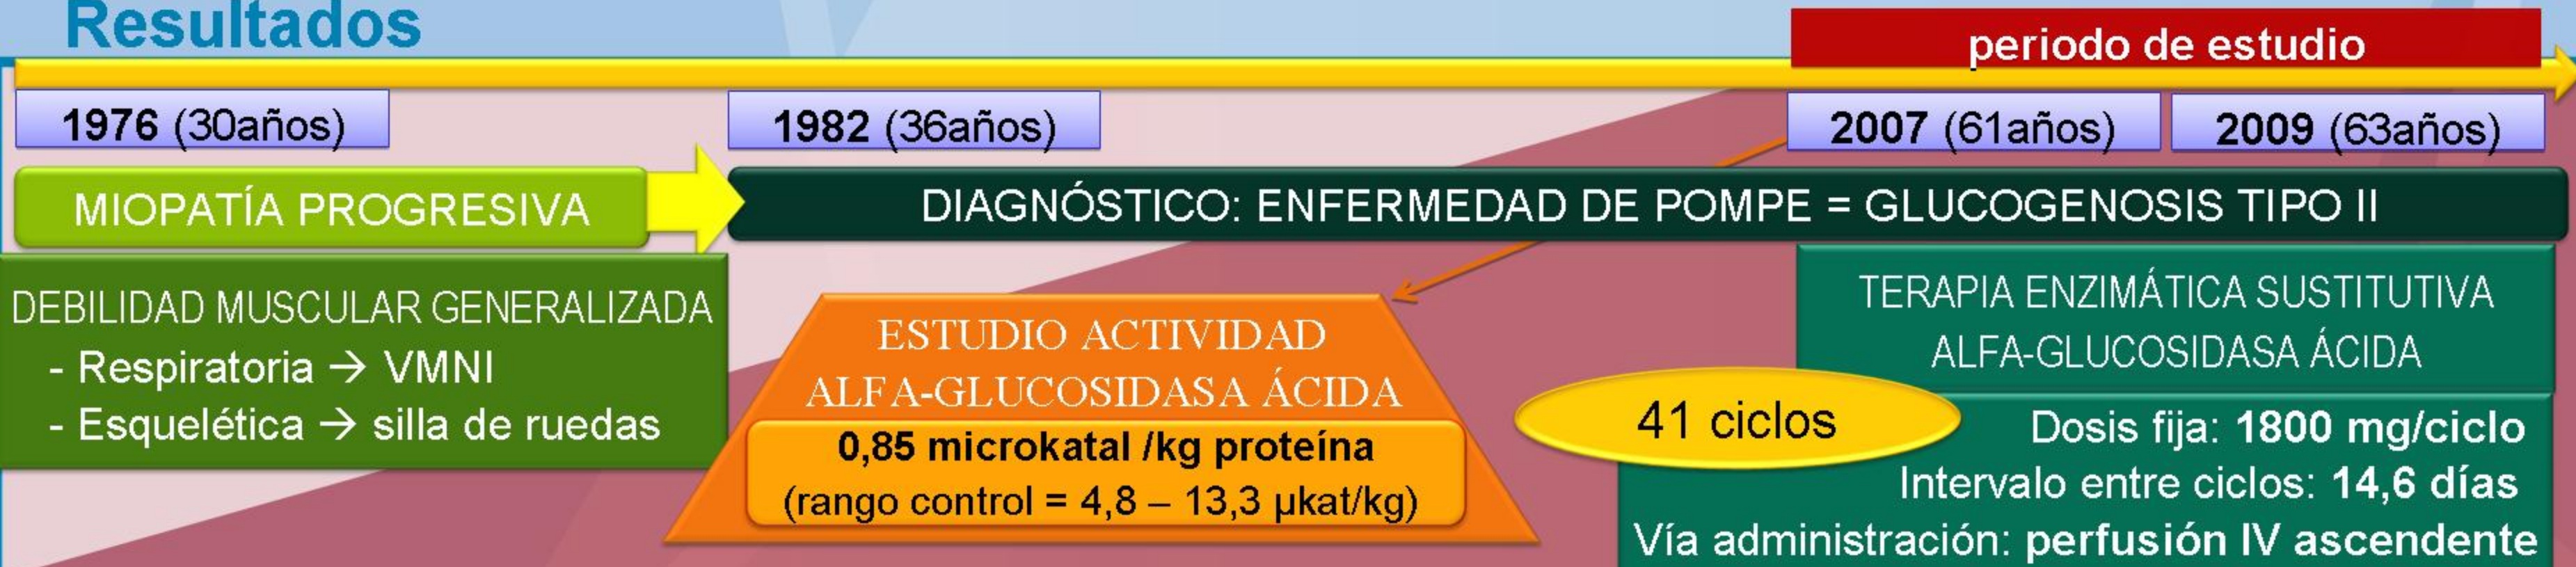 Resultados
periodo de estudio
1976 (30años)
1982 (36años)
2007 (61años)
2009 (63años)
MIOPATÍA PROGRESIVA
DIAGNÓSTICO: ENFERMEDAD DE POMPE = GLUCOGENOSIS TIPO II
DEBILIDAD MUSCULAR GENERALIZADA
- Respiratoria → VMNI
- Esquelética → silla de ruedas
ESTUDIO ACTIVIDAD
ALFA-GLUCOSIDASA ÁCIDA
0,85 microkatal /kg proteína
(rango control = 4,8 – 13,3 µkat/kg)
TERAPIA ENZIMÁTICA SUSTITUTIVA
ALFA-GLUCOSIDASA ÁCIDA
41 ciclos
Dosis fija: 1800 mg/ciclo
Intervalo entre ciclos: 14,6 días
Vía administración: perfusión IV ascendente